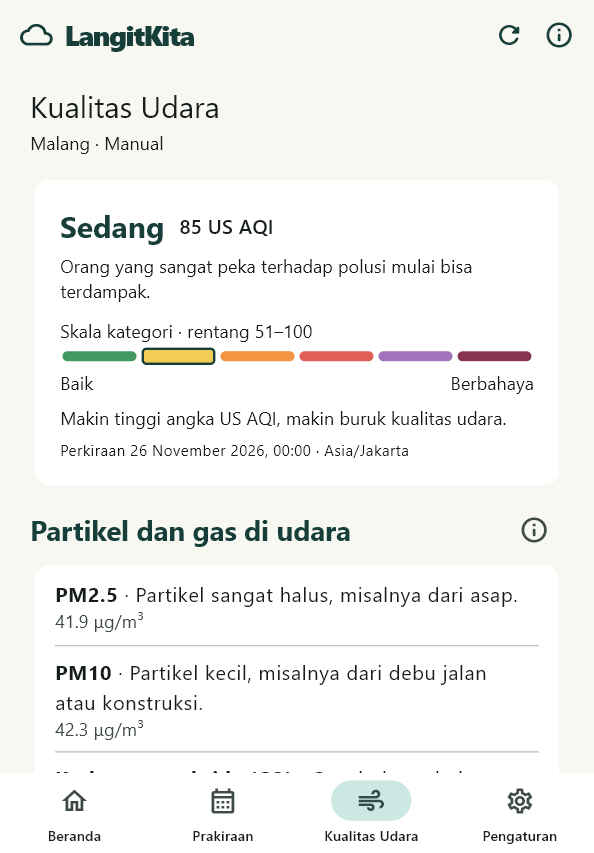 LangitKita
Kualitas Udara
Malang · Manual
Sedang 85 US AQI
Orang yang sangat peka terhadap polusi mulai bisa
terdampak.
Skala kategori · rentang 51–100
Baik Berbahaya
Makin tinggi angka US AQI, makin buruk kualitas udara.
Perkiraan 26 November 2026, 00:00 · Asia/Jakarta
Partikel dan gas di udara
PM2.5 · Partikel sangat halus, misalnya dari asap.
41.9 µg/m³
PM10 · Partikel kecil, misalnya dari debu jalan
atau konstruksi.
42.3 µg/m³
Beranda Prakiraan Kualitas Udara Pengaturan